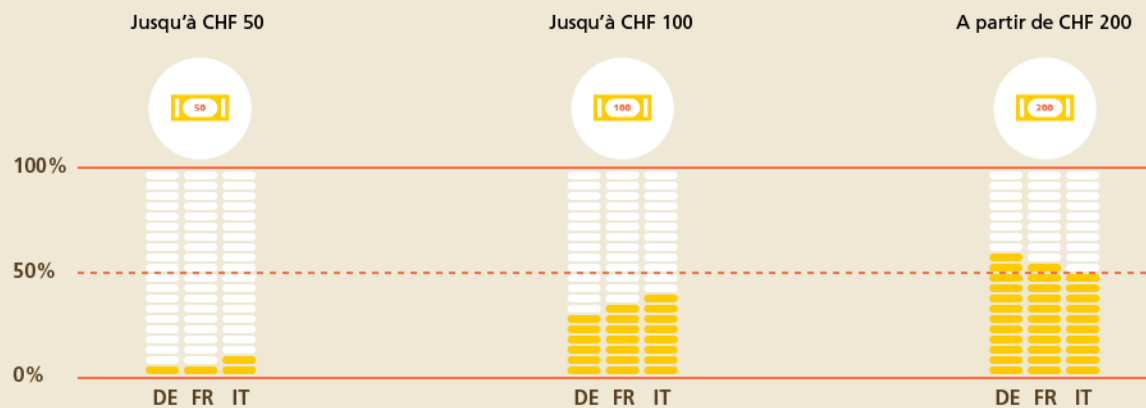 Jusqu'à CHF 50
Jusqu'à CHF 100
A partir de CHF 200
50
100
200
100%
50%
0%
DE FR IT
DE FR IT
DE FR IT